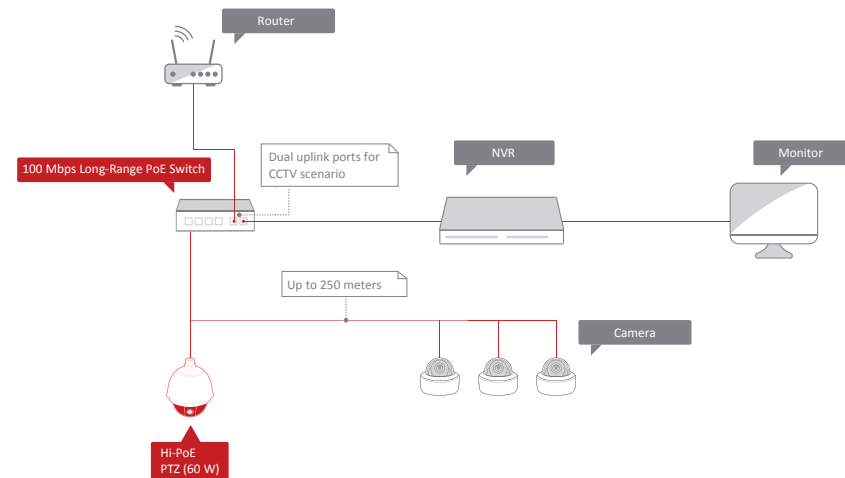 Router
100 Mbps Long-Range PoE Switch
Dual uplink ports for
CCTV scenario
NVR
Monitor
Up to 250 meters
Camera
Hi-PoE
PTZ (60 W)